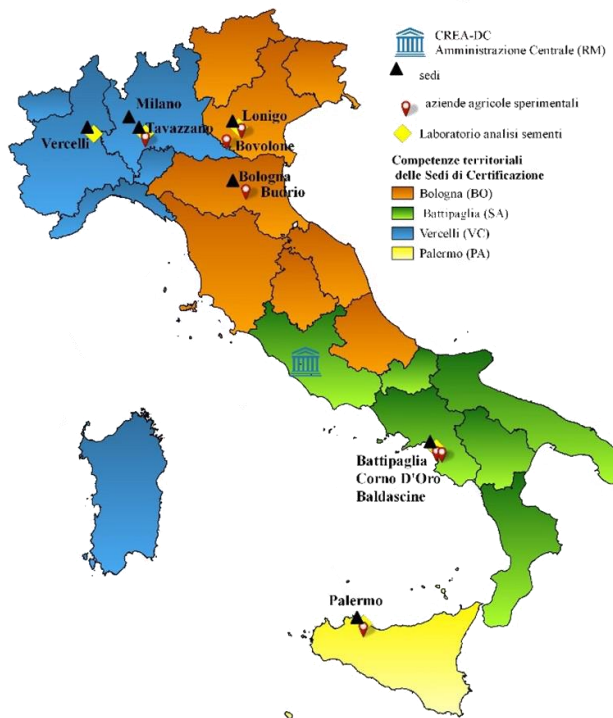 CREA-DC
Amministrazione Centrale (RM)
sedi
aziende agricole sperimentali
Laboratorio analisi sementi
Competenze territoriali
delle Sedi di Certificazione
Bologna (BO)
Battipaglia (SA)
Vercelli (VC)
Palermo (PA)
Milano
Tavazzano
Vercelli
Lonigo
Bovolone
Bologna
Budrio
Battipaglia
Corno D'Oro
Baldascine
Palermo